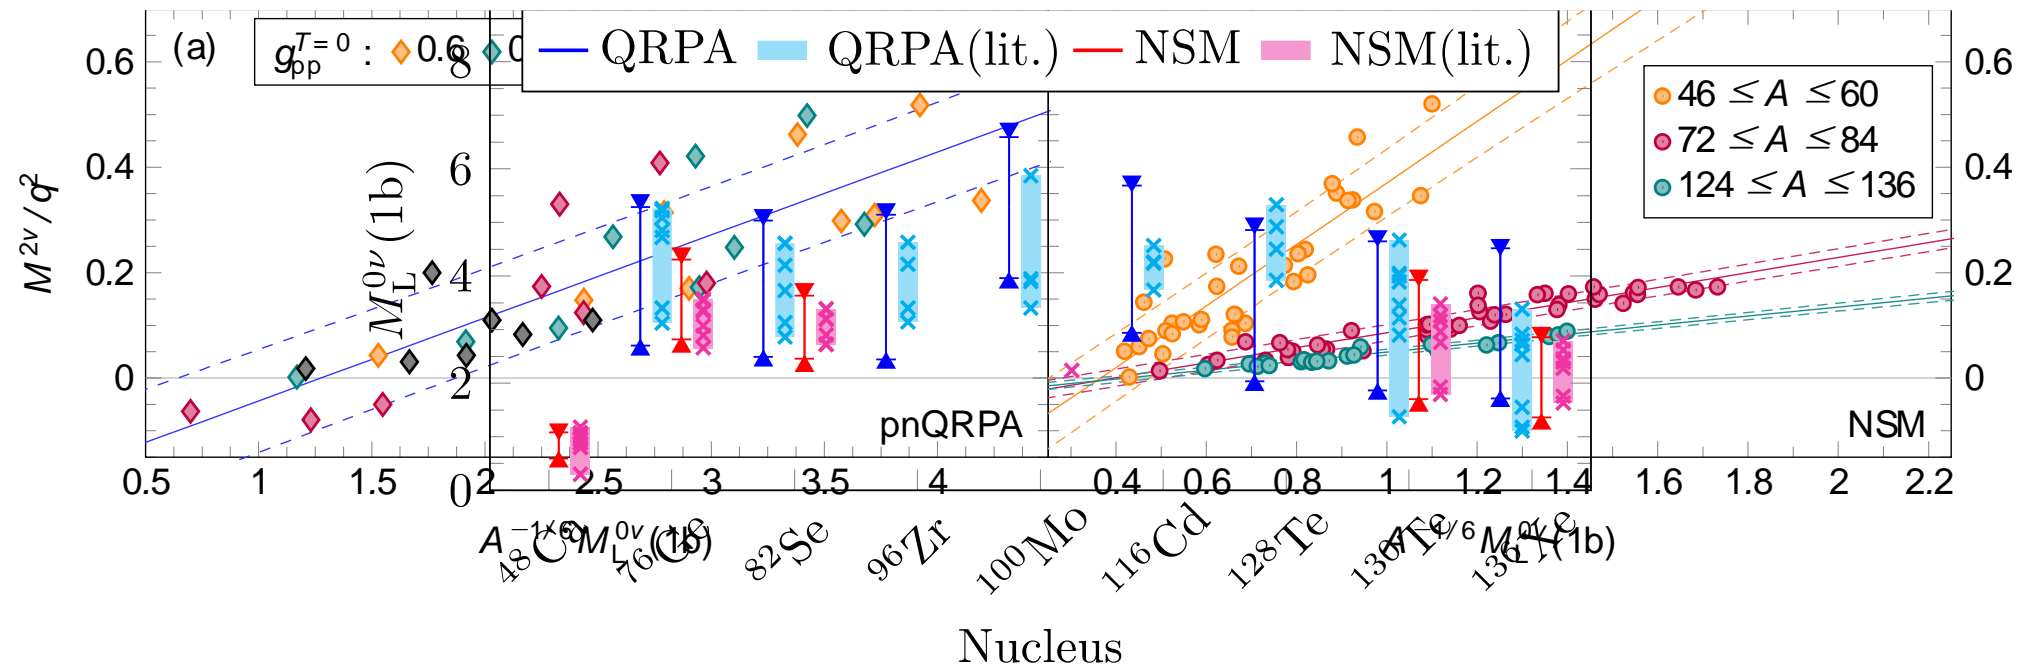 (a)
g_pp^{T=0} : 0.6 0
QRPA QRPA(lit.) NSM NSM(lit.)
46 ≤ A ≤ 60
72 ≤ A ≤ 84
124 ≤ A ≤ 136
0.6
0.4
0.2
0
M^{2ν}/q²
8
6
4
2
0
M_L^{0ν}(1b)
0.6
0.4
0.2
0
pnQRPA
NSM
0.5 1 1.5 2 2.5 3 3.5 4
0.4 0.6 0.8 1 1.2 1.4 1.6 1.8 2 2.2
A^{−1/6} M_L^{0ν}(1b)
A^{−1/6} M_L^{0ν}(1b)
⁴⁸Ca ⁷⁶Ge ⁸²Se ⁹⁶Zr ¹⁰⁰Mo ¹¹⁶Cd ¹²⁸Te ¹³⁰Te ¹³⁶Xe
Nucleus